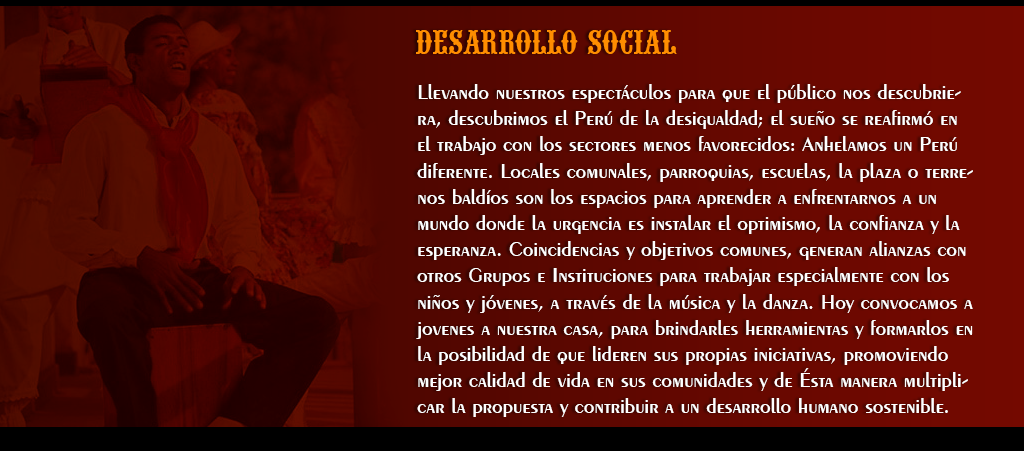 DESARROLLO SOCIAL
Llevando nuestros espectáculos para que el público nos descubrie-
ra, descubrimos el Perú de la desigualdad; el sueño se reafirmó en
el trabajo con los sectores menos favorecidos: Anhelamos un Perú
diferente. Locales comunales, parroquias, escuelas, la plaza o terre-
nos baldíos son los espacios para aprender a enfrentarnos a un
mundo donde la urgencia es instalar el optimismo, la confianza y la
esperanza. Coincidencias y objetivos comunes, generan alianzas con
otros Grupos e Instituciones para trabajar especialmente con los
niños y jóvenes, a través de la música y la danza. Hoy convocamos a
jovenes a nuestra casa, para brindarles herramientas y formarlos en
la posibilidad de que lideren sus propias iniciativas, promoviendo
mejor calidad de vida en sus comunidades y de Ésta manera multipli-
car la propuesta y contribuir a un desarrollo humano sostenible.